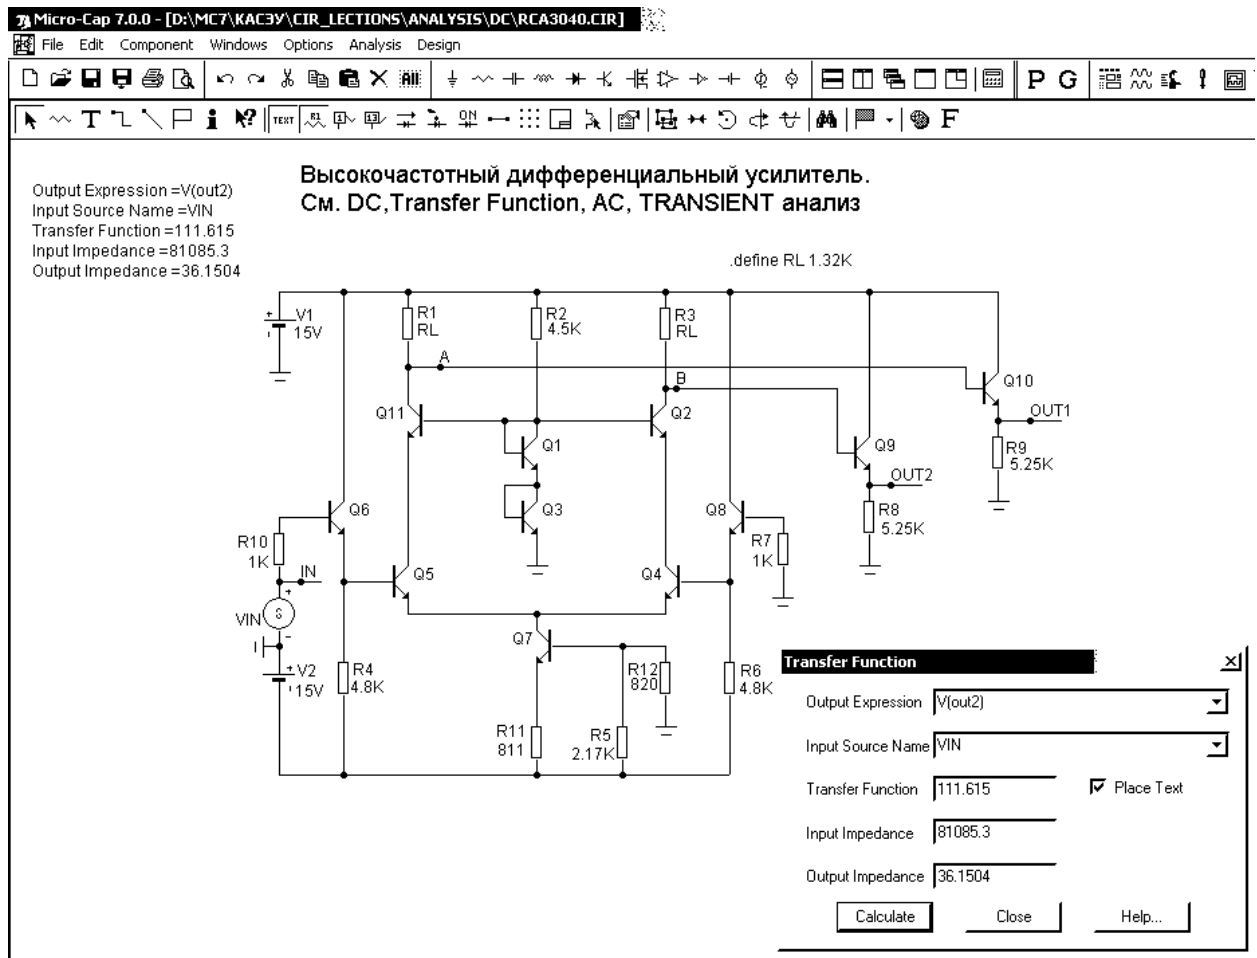 Micro-Cap 7.0.0 - [D:\MC7\КАСЭУ\CIR_LECTIONS\ANALYSIS\DC\RCA3040.CIR]
File Edit Component Windows Options Analysis Design
All P G
T i TEXT R1 1 13 ON F
Высокочастотный дифференциальный усилитель.
См. DC,Transfer Function, AC, TRANSIENT анализ
Output Expression =V(out2)
Input Source Name =VIN
Transfer Function =111.615
Input Impedance =81085.3
Output Impedance =36.1504
.define RL 1.32K
V1
15V
R1
RL
R2
4.5K
R3
RL
A
B
Q10
OUT1
Q11
Q2
Q1
Q9
R9
5.25K
OUT2
Q6
Q3
Q8
R8
5.25K
R10
1K
R7
1K
IN
Q5
Q4
VIN
S
Q7
V2
15V
R4
4.8K
R12
820
R6
4.8K
R11
811
R5
2.17K
Transfer Function
Output Expression V(out2)
Input Source Name VIN
Transfer Function 111.615 Place Text
Input Impedance 81085.3
Output Impedance 36.1504
Calculate Close Help...